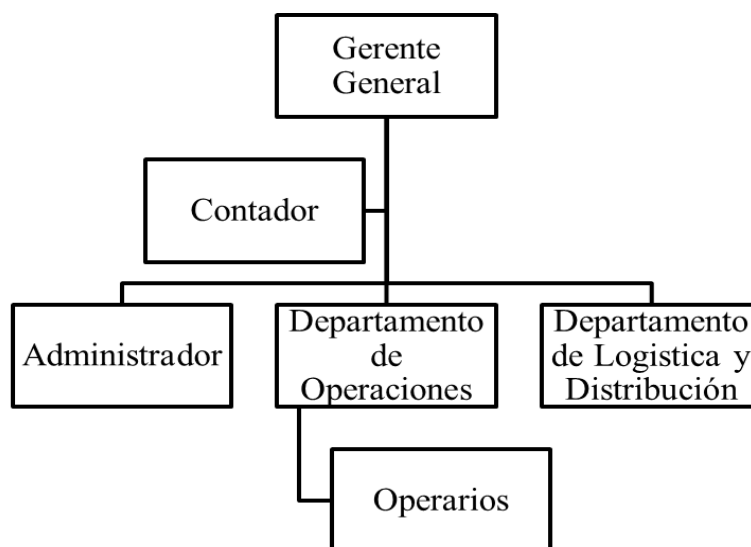 Gerente
General
Contador
Administrador
Departamento
de
Operaciones
Departamento
de Logistica y
Distribución
Operarios